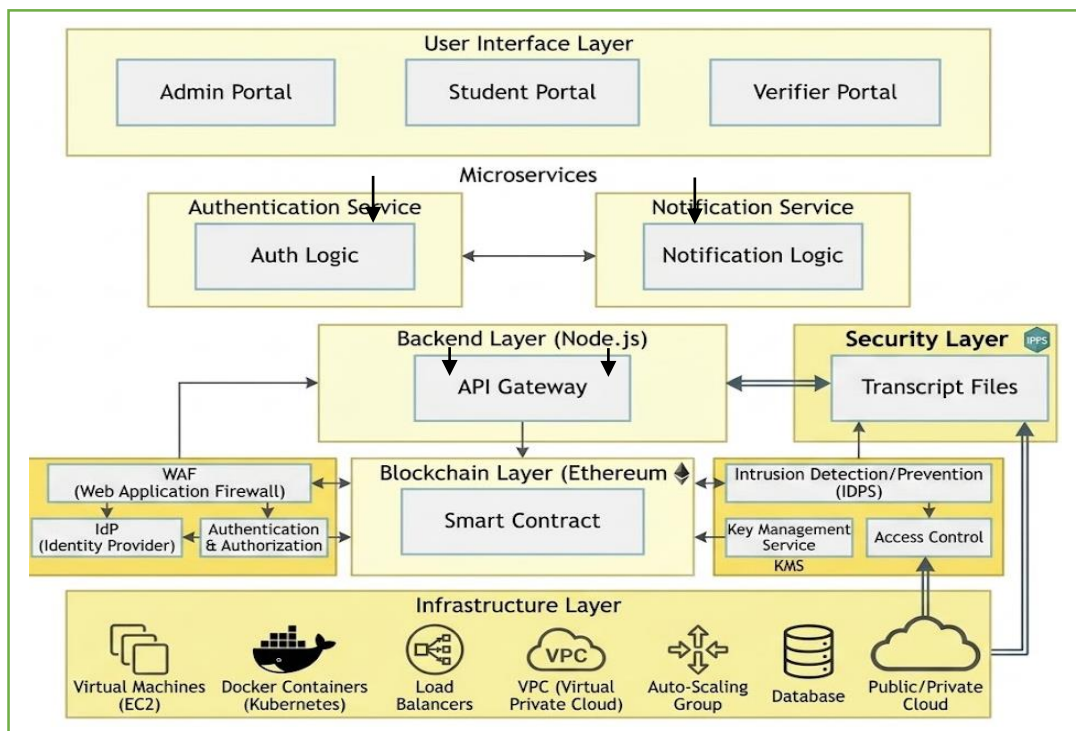 User Interface Layer
Admin Portal
Student Portal
Verifier Portal
Microservices
Authentication Service
Auth Logic
Notification Service
Notification Logic
Backend Layer (Node.js)
API Gateway
Security Layer
IPPS
Transcript Files
WAF
(Web Application Firewall)
IdP
(Identity Provider)
Authentication
& Authorization
Blockchain Layer (Ethereum
Smart Contract
Intrusion Detection/Prevention
(IDPS)
Key Management
Service
KMS
Access Control
Infrastructure Layer
Virtual Machines
(EC2)
Docker Containers
(Kubernetes)
Load
Balancers
VPC
VPC (Virtual
Private Cloud)
Auto-Scaling
Group
Database
Public/Private
Cloud